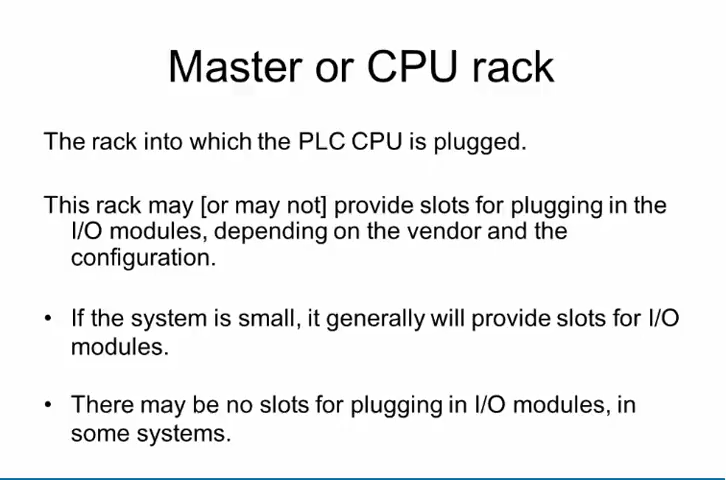 Master or CPU rack
The rack into which the PLC CPU is plugged.
This rack may [or may not] provide slots for plugging in the
I/O modules, depending on the vendor and the
configuration.
• If the system is small, it generally will provide slots for I/O
modules.
• There may be no slots for plugging in I/O modules, in
some systems.